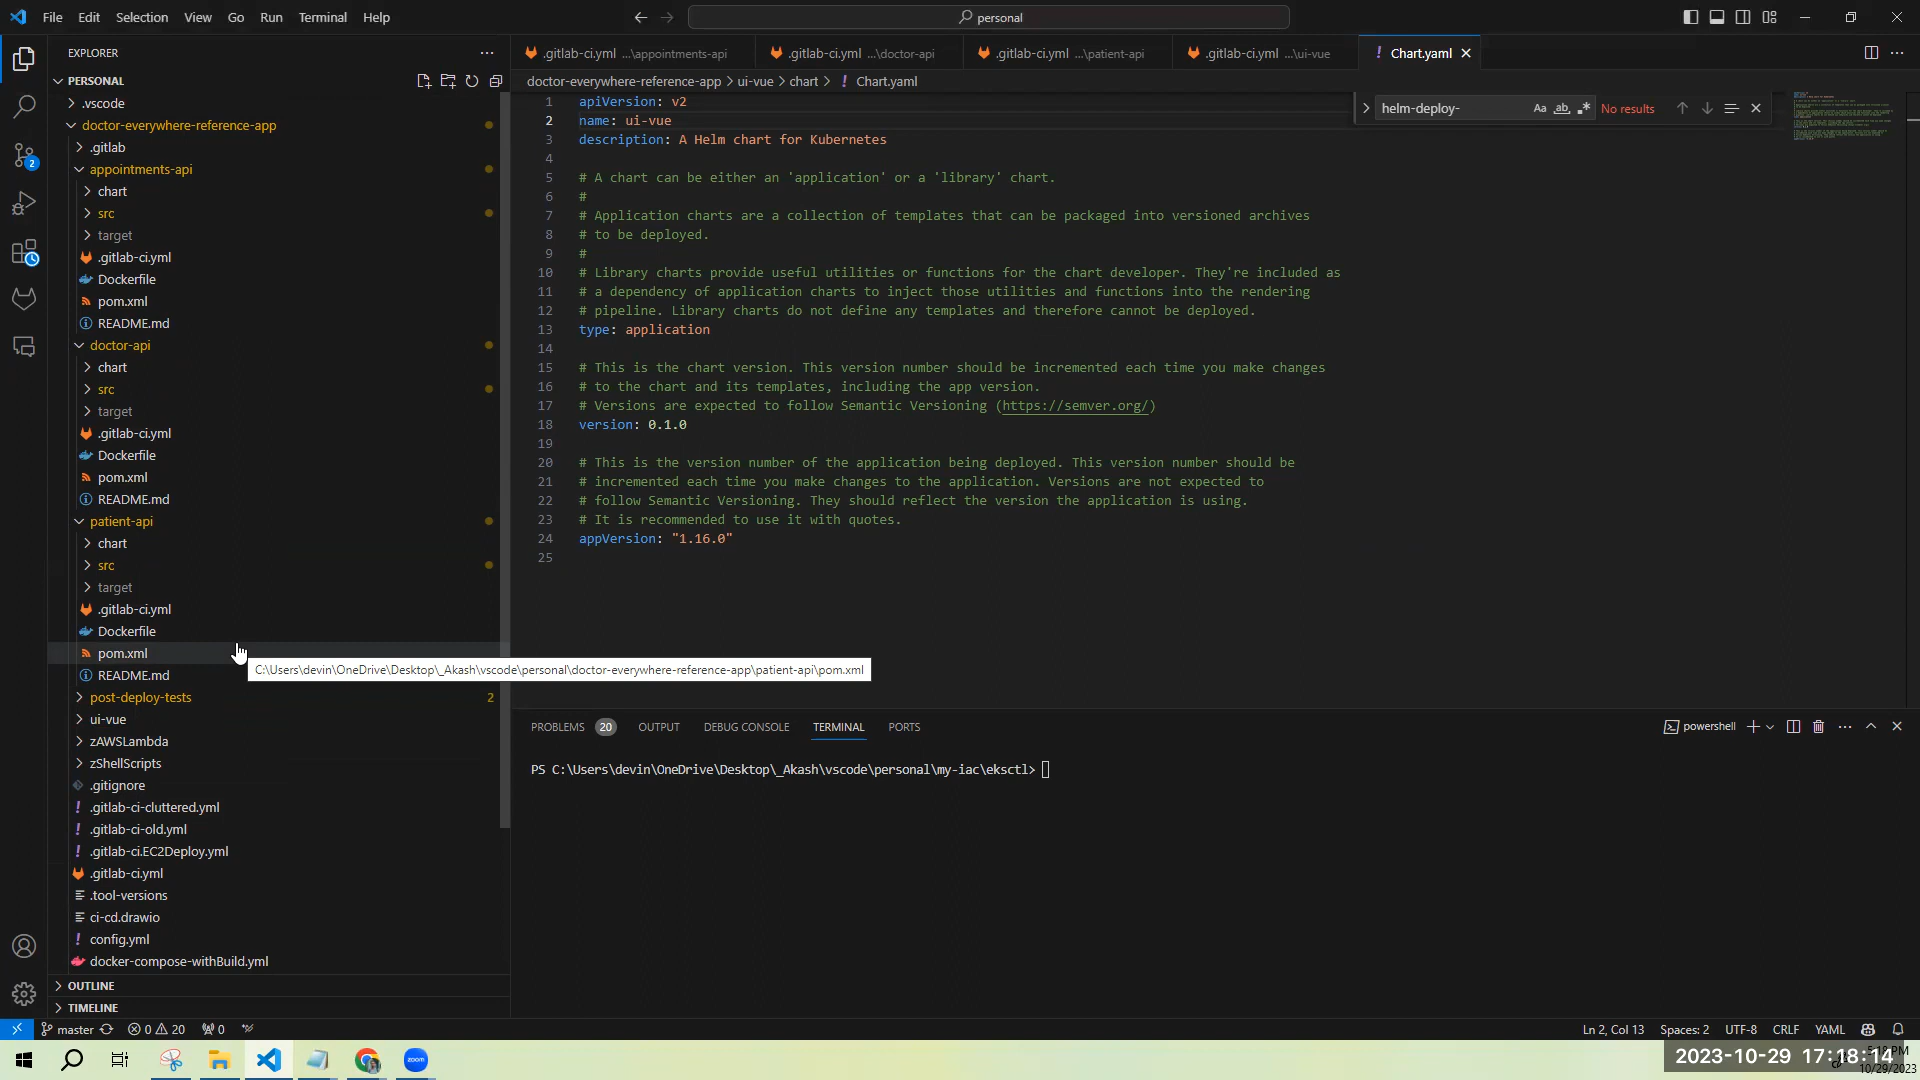 File Edit Selection View Go Run Terminal Help
personal
EXPLORER
PERSONAL
.vscode
doctor-everywhere-reference-app
.gitlab
appointments-api
chart
src
target
.gitlab-ci.yml
Dockerfile
pom.xml
README.md
doctor-api
chart
src
target
.gitlab-ci.yml
Dockerfile
pom.xml
README.md
patient-api
chart
src
target
.gitlab-ci.yml
Dockerfile
pom.xml
C:\Users\devin\OneDrive\Desktop\_Akash\vscode\personal\doctor-everywhere-reference-app\patient-api\pom.xml
README.md
post-deploy-tests 2
ui-vue
zAWSLambda
zShellScripts
.gitignore
.gitlab-ci-cluttered.yml
.gitlab-ci-old.yml
.gitlab-ci.EC2Deploy.yml
.gitlab-ci.yml
.tool-versions
ci-cd.drawio
config.yml
docker-compose-withBuild.yml
OUTLINE
TIMELINE
2
.gitlab-ci.yml ...\appointments-api .gitlab-ci.yml ...\doctor-api .gitlab-ci.yml ...\patient-api .gitlab-ci.yml ...\ui-vue ! Chart.yaml
doctor-everywhere-reference-app > ui-vue > chart > ! Chart.yaml
helm-deploy- Aa ab .* No results
1 apiVersion: v2
2 name: ui-vue
3 description: A Helm chart for Kubernetes
4
5 # A chart can be either an 'application' or a 'library' chart.
6 #
7 # Application charts are a collection of templates that can be packaged into versioned archives
8 # to be deployed.
9 #
10 # Library charts provide useful utilities or functions for the chart developer. They're included as
11 # a dependency of application charts to inject those utilities and functions into the rendering
12 # pipeline. Library charts do not define any templates and therefore cannot be deployed.
13 type: application
14
15 # This is the chart version. This version number should be incremented each time you make changes
16 # to the chart and its templates, including the app version.
17 # Versions are expected to follow Semantic Versioning (https://semver.org/)
18 version: 0.1.0
19
20 # This is the version number of the application being deployed. This version number should be
21 # incremented each time you make changes to the application. Versions are not expected to
22 # follow Semantic Versioning. They should reflect the version the application is using.
23 # It is recommended to use it with quotes.
24 appVersion: "1.16.0"
25
PROBLEMS 20 OUTPUT DEBUG CONSOLE TERMINAL PORTS
powershell
PS C:\Users\devin\OneDrive\Desktop\_Akash\vscode\personal\my-iac\eksctl>
master 0 20 0
Ln 2, Col 13 Spaces: 2 UTF-8 CRLF YAML
zoom
2023-10-29 17:18:14
10/29/2023